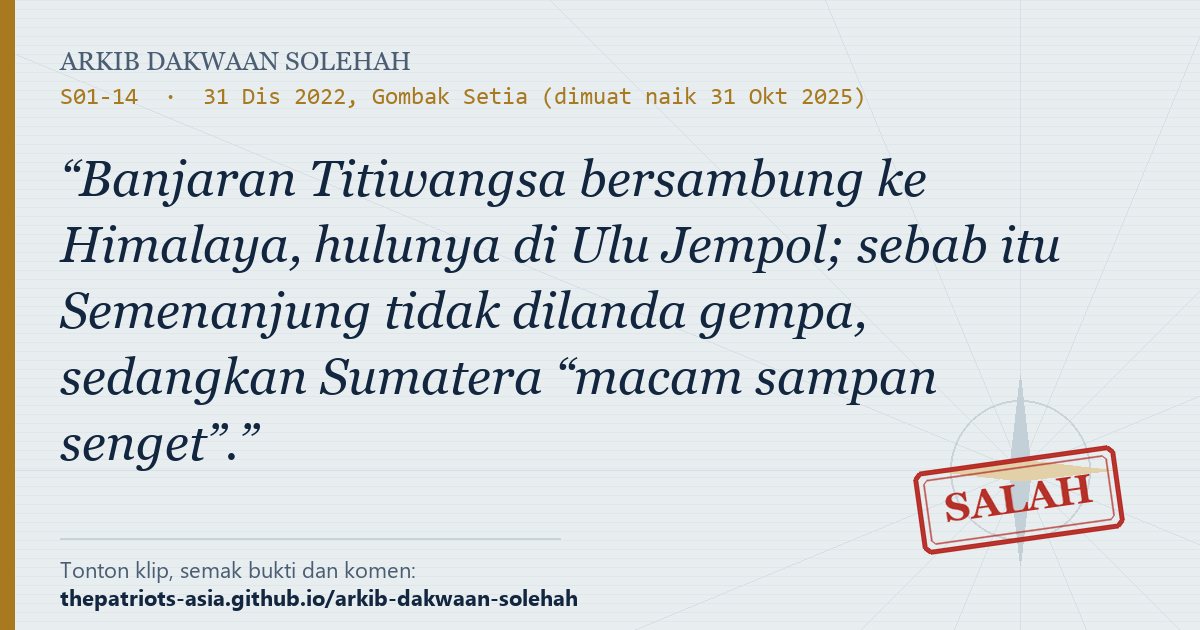 ARKIB DAKWAAN SOLEHAH
S01-14 · 31 Dis 2022, Gombak Setia (dimuat naik 31 Okt 2025)
“Banjaran Titiwangsa bersambung ke
Himalaya, hulunya di Ulu Jempol; sebab itu
Semenanjung tidak dilanda gempa,
sedangkan Sumatera “macam sampan
senget”.”
SALAH
Tonton klip, semak bukti dan komen:
thepatriots-asia.github.io/arkib-dakwaan-solehah